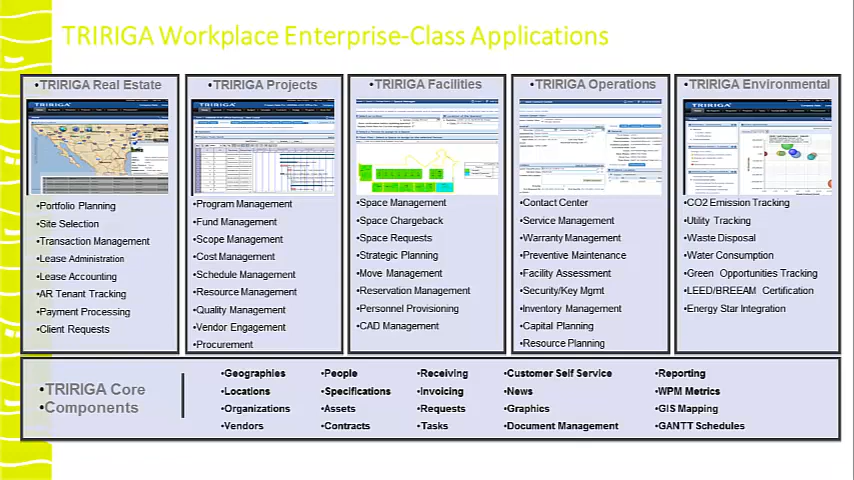 TRIRIGA Workplace Enterprise-Class Applications
•TRIRIGA Real Estate
TRIRIGA
•Portfolio Planning
•Site Selection
•Transaction Management
•Lease Administration
•Lease Accounting
•AR Tenant Tracking
•Payment Processing
•Client Requests
•TRIRIGA Projects
TRIRIGA
•Program Management
•Fund Management
•Scope Management
•Cost Management
•Schedule Management
•Resource Management
•Quality Management
•Vendor Engagement
•Procurement
•TRIRIGA Facilities
•Space Management
•Space Chargeback
•Space Requests
•Strategic Planning
•Move Management
•Reservation Management
•Personnel Provisioning
•CAD Management
•TRIRIGA Operations
•Contact Center
•Service Management
•Warranty Management
•Preventive Maintenance
•Facility Assessment
•Security/Key Mgmt
•Inventory Management
•Capital Planning
•Resource Planning
•TRIRIGA Environmental
TRIRIGA
•CO2 Emission Tracking
•Utility Tracking
•Waste Disposal
•Water Consumption
•Green Opportunities Tracking
•LEED/BREEAM Certification
•Energy Star Integration
•TRIRIGA Core
•Components
•Geographies
•Locations
•Organizations
•Vendors
•People
•Specifications
•Assets
•Contracts
•Receiving
•Invoicing
•Requests
•Tasks
•Customer Self Service
•News
•Graphics
•Document Management
•Reporting
•WPM Metrics
•GIS Mapping
•GANTT Schedules